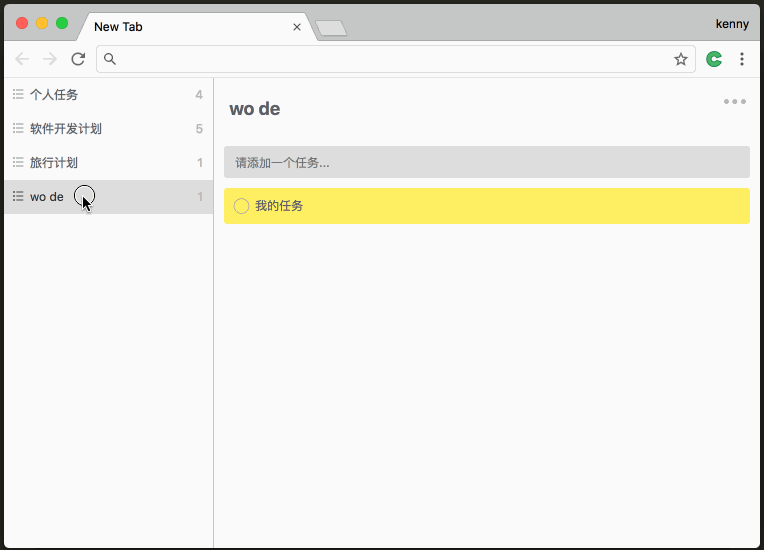 New Tab
kenny
个人任务 4
软件开发计划 5
旅行计划 1
wo de 1
wo de
请添加一个任务...
我的任务